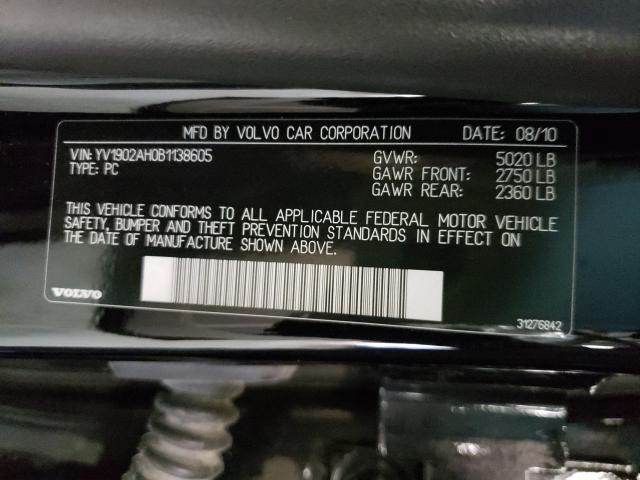 MFD BY VOLVO CAR CORPORATION DATE: 08/10
VIN: YV1902AH0B1138605 GVWR: 5020 LB
TYPE: PC GAWR FRONT: 2750 LB
GAWR REAR: 2360 LB
THIS VEHICLE CONFORMS TO ALL APPLICABLE FEDERAL MOTOR VEHICLE
SAFETY, BUMPER AND THEFT PREVENTION STANDARDS IN EFFECT ON
THE DATE OF MANUFACTURE SHOWN ABOVE.
VOLVO 31276842